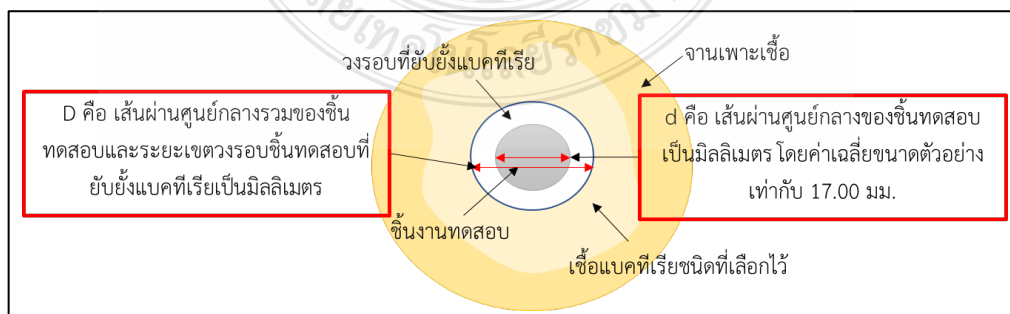 วงรอบที่ยับยั้งแบคทีเรีย
จานเพาะเชื้อ
D คือ เส้นผ่านศูนย์กลางรวมของชิ้น
ทดสอบและระยะเขตวงรอบชิ้นทดสอบที่
ยับยั้งแบคทีเรียเป็นมิลลิเมตร
d คือ เส้นผ่านศูนย์กลางของชิ้นทดสอบ
เป็นมิลลิเมตร โดยค่าเฉลี่ยขนาดตัวอย่าง
เท่ากับ 17.00 มม.
ชิ้นงานทดสอบ
เชื้อแบคทีเรียชนิดที่เลือกไว้